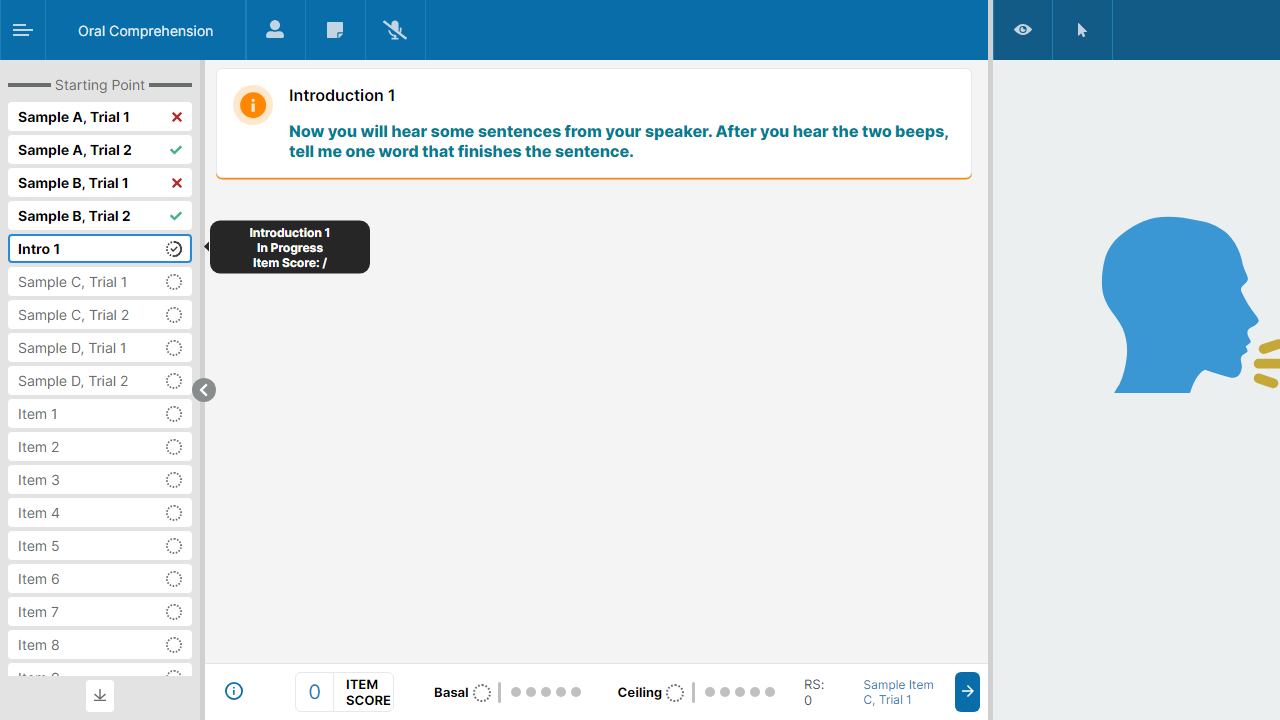 Oral Comprehension
Starting Point
Sample A, Trial 1
Sample A, Trial 2
Sample B, Trial 1
Sample B, Trial 2
Intro 1
Sample C, Trial 1
Sample C, Trial 2
Sample D, Trial 1
Sample D, Trial 2
Item 1
Item 2
Item 3
Item 4
Item 5
Item 6
Item 7
Item 8
Introduction 1
Now you will hear some sentences from your speaker. After you hear the two beeps,
tell me one word that finishes the sentence.
Introduction 1
In Progress
Item Score: /
0
ITEM
SCORE
Basal
Ceiling
RS:
0
Sample Item
C, Trial 1